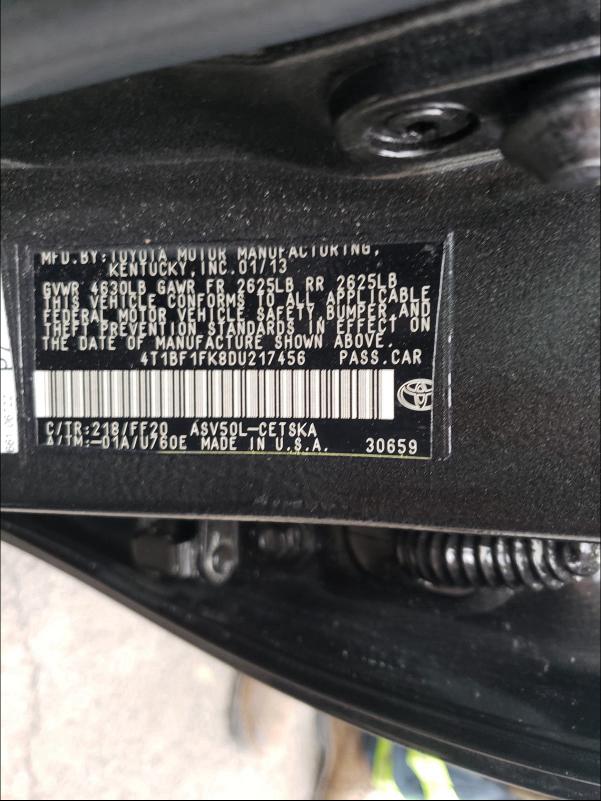 MFD.BY:TOYOTA MOTOR MANUFACTURING,
KENTUCKY,INC.01/13
GVWR 4630LB GAWR FR 2625LB RR 2625LB
THIS VEHICLE CONFORMS TO ALL APPLICABLE
FEDERAL MOTOR VEHICLE SAFETY,BUMPER,AND
THEFT PREVENTION STANDARDS IN EFFECT ON
THE DATE OF MANUFACTURE SHOWN ABOVE.
4T1BF1FK8DU217456 PASS.CAR
C/TR:218/FF20 ASV50L-CETSKA
A/TM:-01A/U760E MADE IN U.S.A. 30659